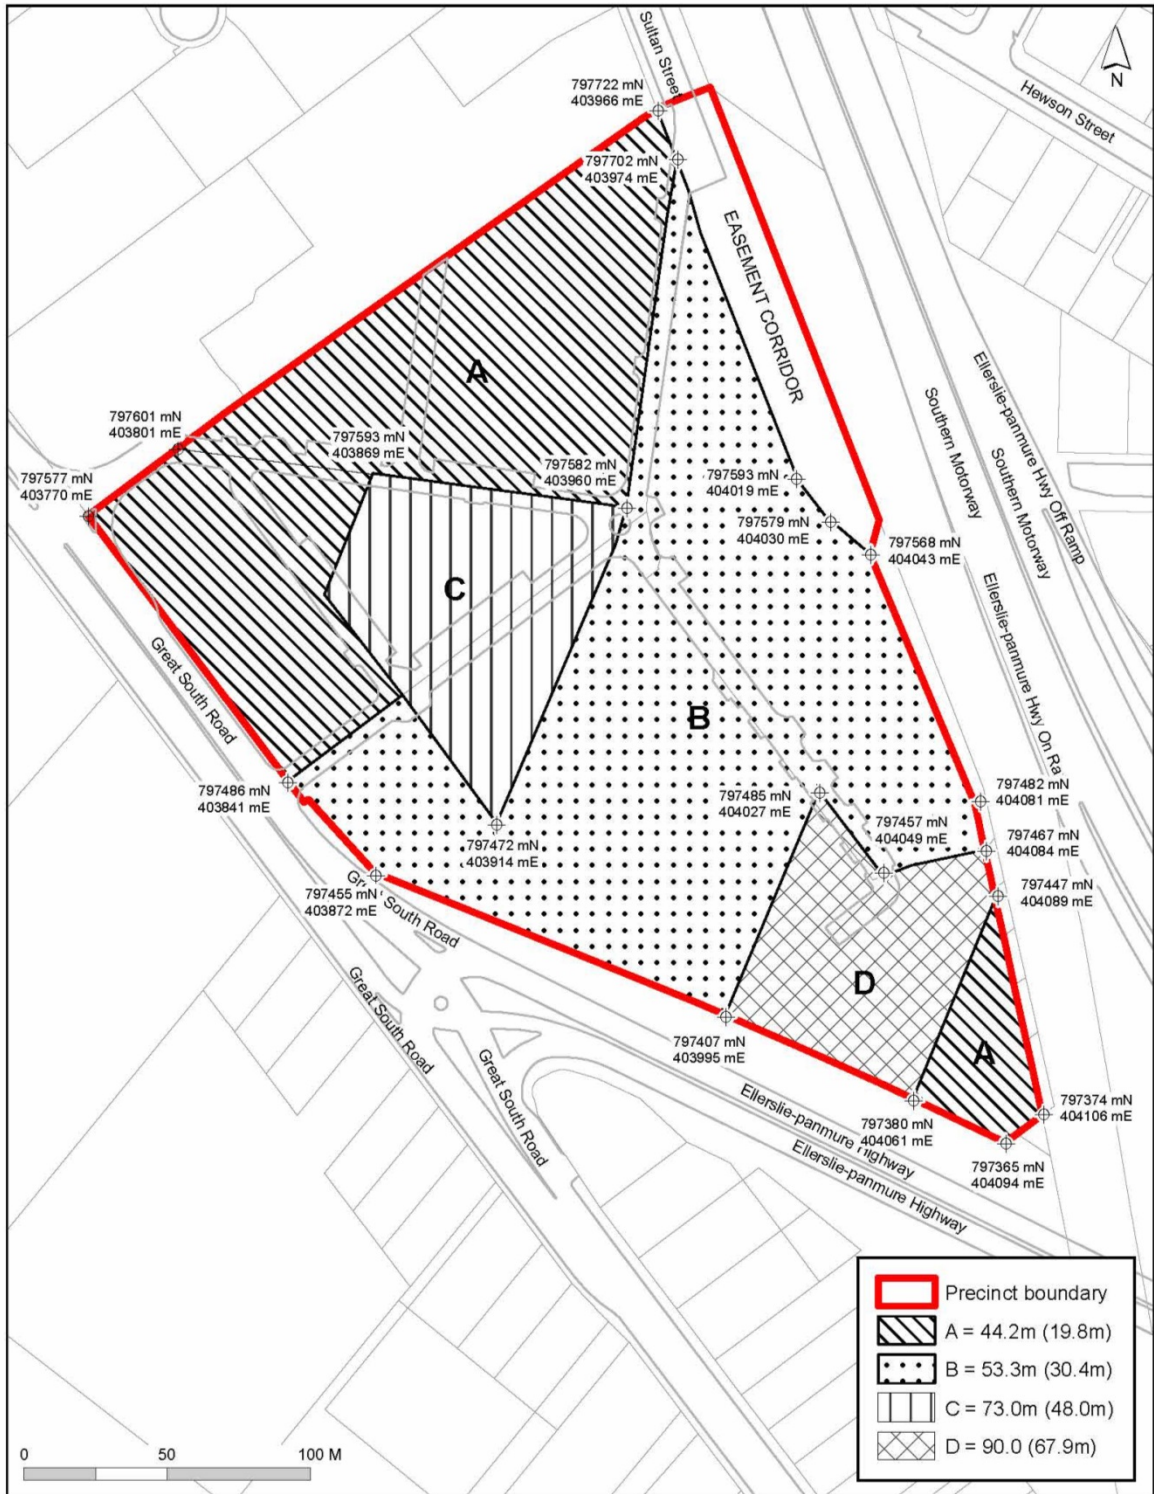 Sultan Street
Hewson Street
N
797722 mN
403966 mE
797702 mN
403974 mE
EASEMENT CORRIDOR
A
797601 mN
403801 mE
797593 mN
403869 mE
797582 mN
403960 mE
797577 mN
403770 mE
797593 mN
404019 mE
797579 mN
404030 mE
797568 mN
404043 mE
Southern Motorway
Southern Motorway
Ellerslie-panmure Hwy Off Ramp
Ellerslie-panmure Hwy On Ra
C
B
Great South Road
797486 mN
403841 mE
797472 mN
403914 mE
797485 mN
404027 mE
797457 mN
404049 mE
797482 mN
404081 mE
797467 mN
404084 mE
797447 mN
404089 mE
797455 mN
403872 mE
Great South Road
Great South Road
Great South Road
D
A
797407 mN
403995 mE
797380 mN
404061 mE
797374 mN
404106 mE
797365 mN
404094 mE
Ellerslie-panmure Highway
Ellerslie-panmure Highway
Precinct boundary
A = 44.2m (19.8m)
B = 53.3m (30.4m)
C = 73.0m (48.0m)
D = 90.0 (67.9m)
0 50 100 M